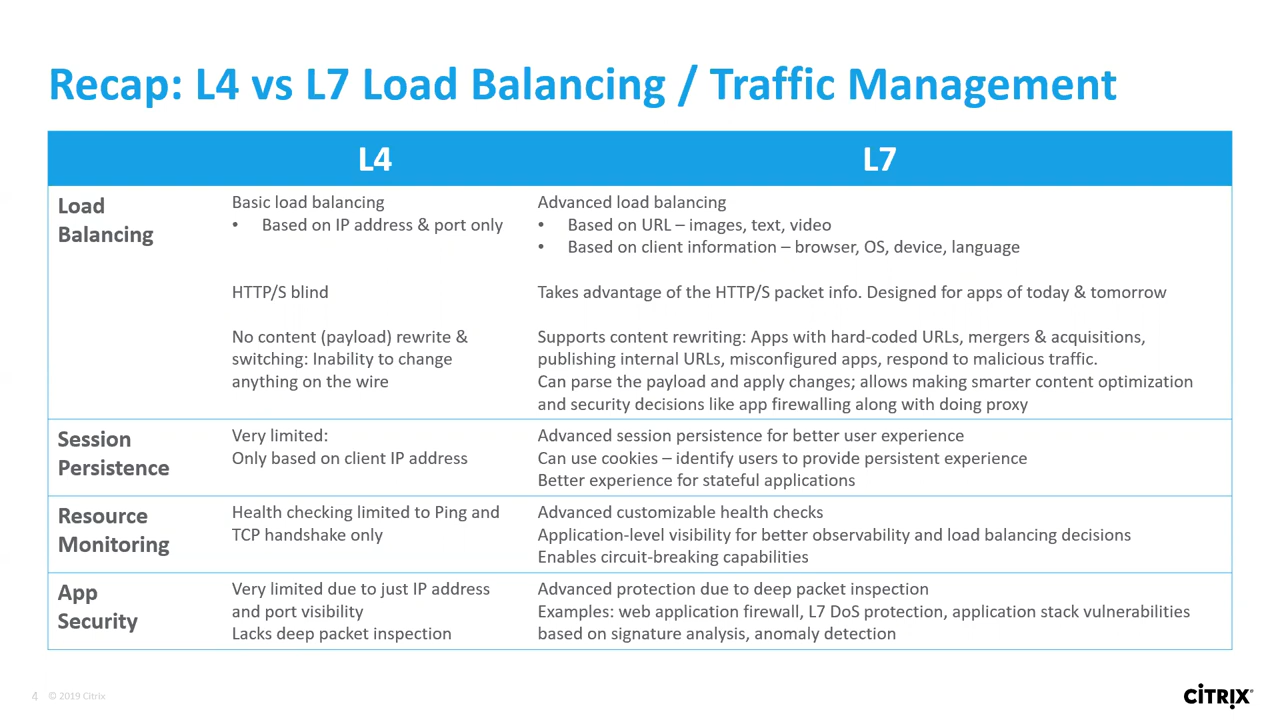 Recap: L4 vs L7 Load Balancing / Traffic Management
L4
L7
Load
Balancing
Basic load balancing
• Based on IP address & port only
HTTP/S blind
No content (payload) rewrite &
switching: Inability to change
anything on the wire
Advanced load balancing
• Based on URL – images, text, video
• Based on client information – browser, OS, device, language
Takes advantage of the HTTP/S packet info. Designed for apps of today & tomorrow
Supports content rewriting: Apps with hard-coded URLs, mergers & acquisitions,
publishing internal URLs, misconfigured apps, respond to malicious traffic.
Can parse the payload and apply changes; allows making smarter content optimization
and security decisions like app firewalling along with doing proxy
Session
Persistence
Very limited:
Only based on client IP address
Advanced session persistence for better user experience
Can use cookies – identify users to provide persistent experience
Better experience for stateful applications
Resource
Monitoring
Health checking limited to Ping and
TCP handshake only
Advanced customizable health checks
Application-level visibility for better observability and load balancing decisions
Enables circuit-breaking capabilities
App
Security
Very limited due to just IP address
and port visibility
Lacks deep packet inspection
Advanced protection due to deep packet inspection
Examples: web application firewall, L7 DoS protection, application stack vulnerabilities
based on signature analysis, anomaly detection
4 © 2019 Citrix
CITRIX®